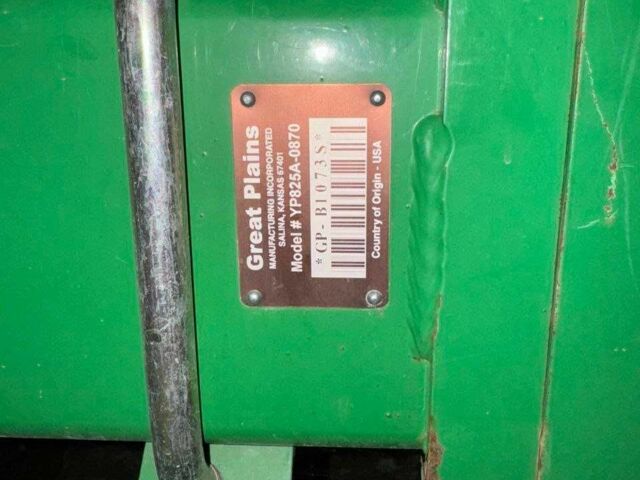 Great Plains
MANUFACTURING INCORPORATED
SALINA, KANSAS 67401
Model # YP825A-0870
*GP-B1073S*
Country of Origin - USA